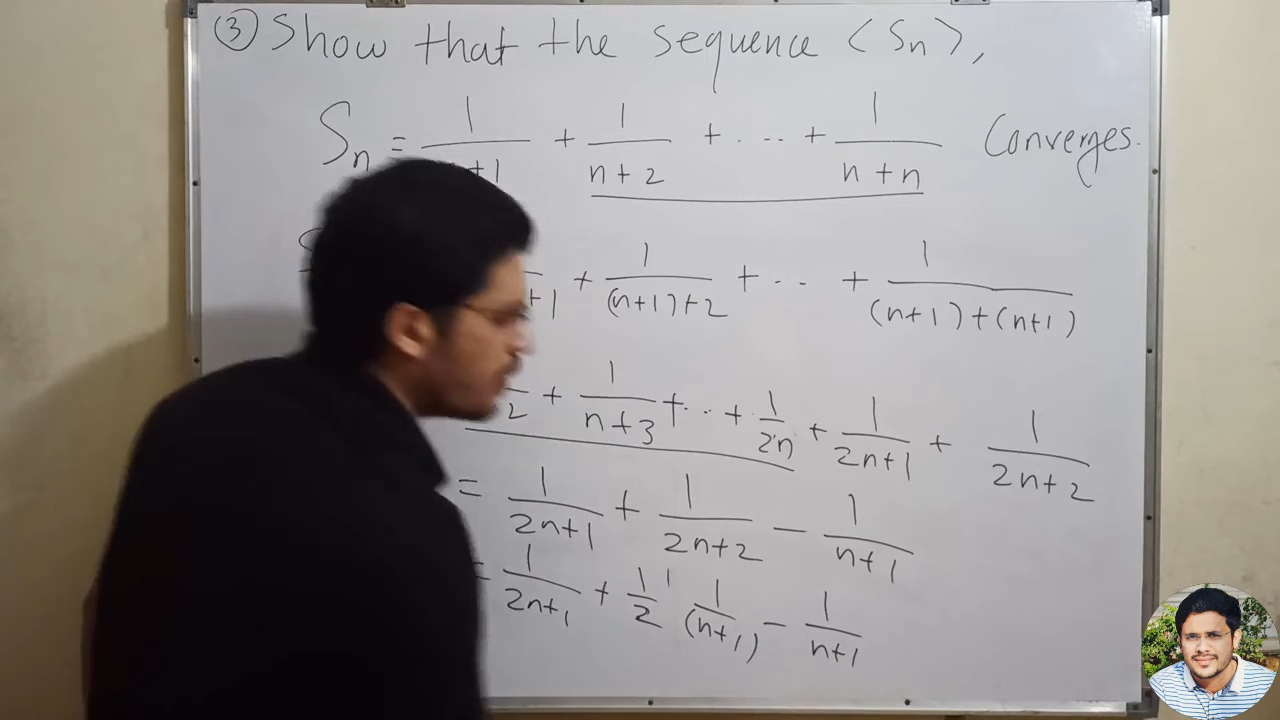 ③ Show that the sequence <Sn>,
Sn = 1/(n+1) + 1/(n+2) + ... + 1/(n+n) Converges.
+1 + 1/((n+1)+2) + ... + 1/((n+1)+(n+1))
2 + 1/(n+3) + ... + 1/2n + 1/(2n+1) + 1/(2n+2)
= 1/(2n+1) + 1/(2n+2) - 1/(n+1)
= 1/(2n+1) + 1/2 1/(n+1) - 1/(n+1)